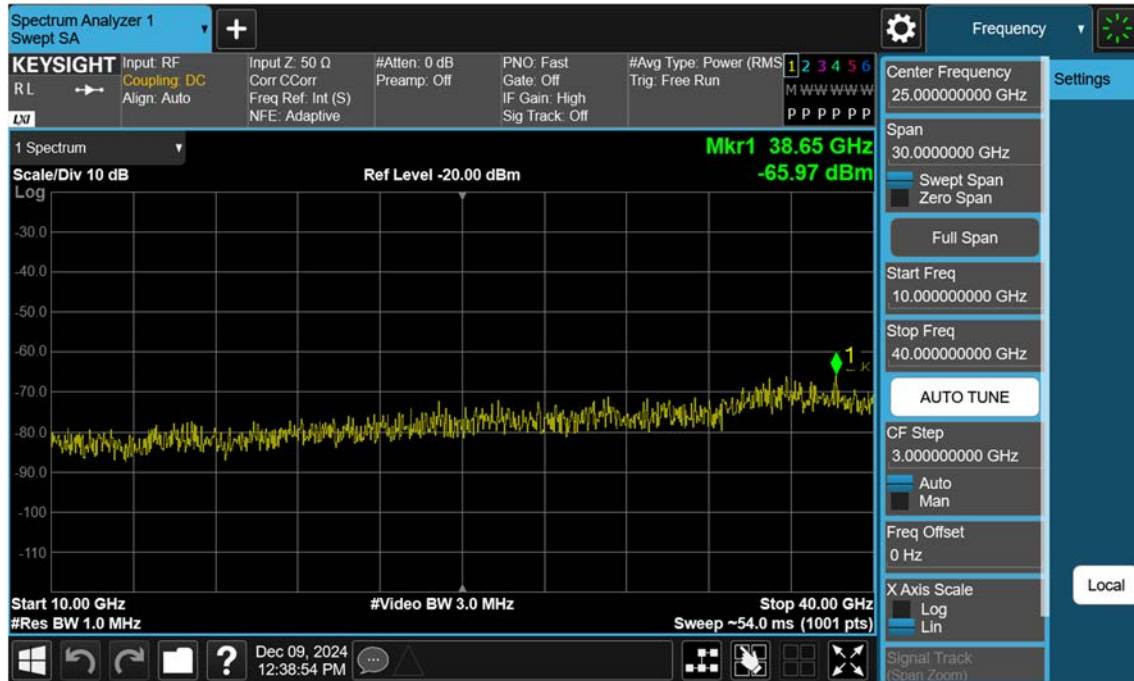 Spectrum Analyzer 1
Swept SA
+
Frequency
KEYSIGHT
RL
LXI
Input: RF
Coupling: DC
Align: Auto
Input Z: 50 Ω
Corr CCorr
Freq Ref: Int (S)
NFE: Adaptive
#Atten: 0 dB
Preamp: Off
PNO: Fast
Gate: Off
IF Gain: High
Sig Track: Off
#Avg Type: Power (RMS
Trig: Free Run
1 2 3 4 5 6
M W W W W W
P P P P P P
1 Spectrum
Mkr1 38.65 GHz
-65.97 dBm
Scale/Div 10 dB
Ref Level -20.00 dBm
Log
-30.0
-40.0
-50.0
-60.0
-70.0
-80.0
-90.0
-100
-110
1
Start 10.00 GHz
#Video BW 3.0 MHz
Stop 40.00 GHz
#Res BW 1.0 MHz
Sweep ~54.0 ms (1001 pts)
Center Frequency
25.000000000 GHz
Settings
Span
30.0000000 GHz
Swept Span
Zero Span
Full Span
Start Freq
10.000000000 GHz
Stop Freq
40.000000000 GHz
AUTO TUNE
CF Step
3.000000000 GHz
Auto
Man
Freq Offset
0 Hz
X Axis Scale
Log
Lin
Local
Signal Track
(Span Zoom)
?
Dec 09, 2024
12:38:54 PM